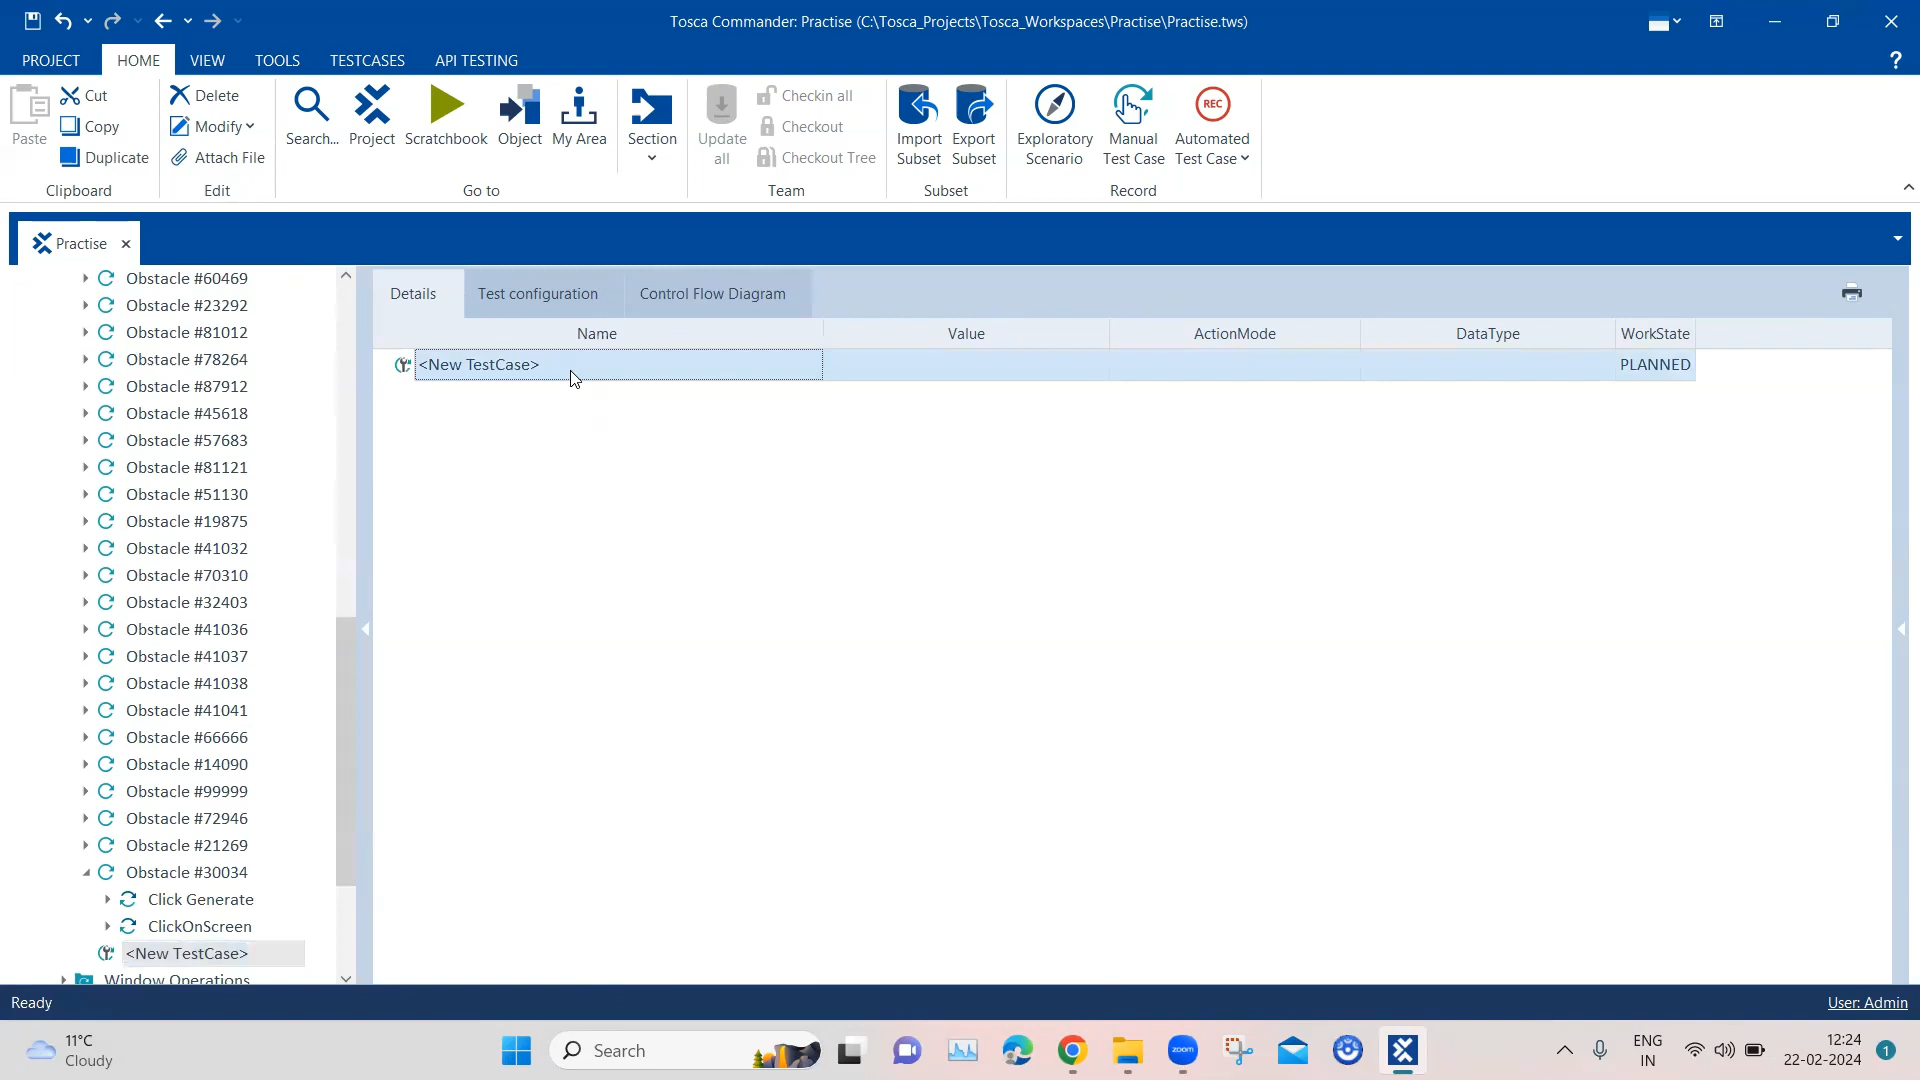 Tosca Commander: Practise (C:\Tosca_Projects\Tosca_Workspaces\Practise\Practise.tws)
PROJECT HOME VIEW TOOLS TESTCASES API TESTING ?
Paste Cut Copy Duplicate Clipboard
Delete Modify Attach File Edit
Search... Project Scratchbook Object My Area Section Go to
Update all Checkin all Checkout Checkout Tree Team
Import Subset Export Subset Subset
Exploratory Scenario Manual Test Case REC Automated Test Case Record
Practise
Obstacle #60469
Obstacle #23292
Obstacle #81012
Obstacle #78264
Obstacle #87912
Obstacle #45618
Obstacle #57683
Obstacle #81121
Obstacle #51130
Obstacle #19875
Obstacle #41032
Obstacle #70310
Obstacle #32403
Obstacle #41036
Obstacle #41037
Obstacle #41038
Obstacle #41041
Obstacle #66666
Obstacle #14090
Obstacle #99999
Obstacle #72946
Obstacle #21269
Obstacle #30034
Click Generate
ClickOnScreen
<New TestCase>
Window Operations
Details Test configuration Control Flow Diagram
Name Value ActionMode DataType WorkState
<New TestCase> PLANNED
Ready User: Admin
11°C
Cloudy
Search
zoom
ENG
IN
12:24
22-02-2024
1